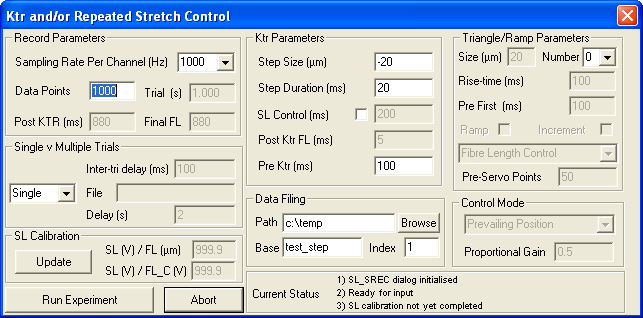 Ktr and/or Repeated Stretch Control
Record Parameters
Sampling Rate Per Channel (Hz) 1000
Data Points 1000 Trial (s) 1.000
Post KTR (ms) 880 Final FL 880
Single v Multiple Trials
Inter-tri delay (ms) 100
Single File
Delay (s) 2
SL Calibration
Update
SL (V) / FL (µm) 999.9
SL (V) / FL_C (V) 999.9
Run Experiment Abort
Ktr Parameters
Step Size (µm) -20
Step Duration (ms) 20
SL Control (ms) 200
Post Ktr FL (ms) 5
Pre Ktr (ms) 100
Data Filing
Path c:\temp Browse
Base test_step Index 1
Triangle/Ramp Parameters
Size (µm) 20 Number 0
Rise-time (ms) 100
Pre First (ms) 100
Ramp Increment
Fibre Length Control
Pre-Servo Points 50
Control Mode
Prevailing Position
Proportional Gain 0.5
Current Status
1) SL_SREC dialog initialised
2) Ready for input
3) SL calibration not yet completed